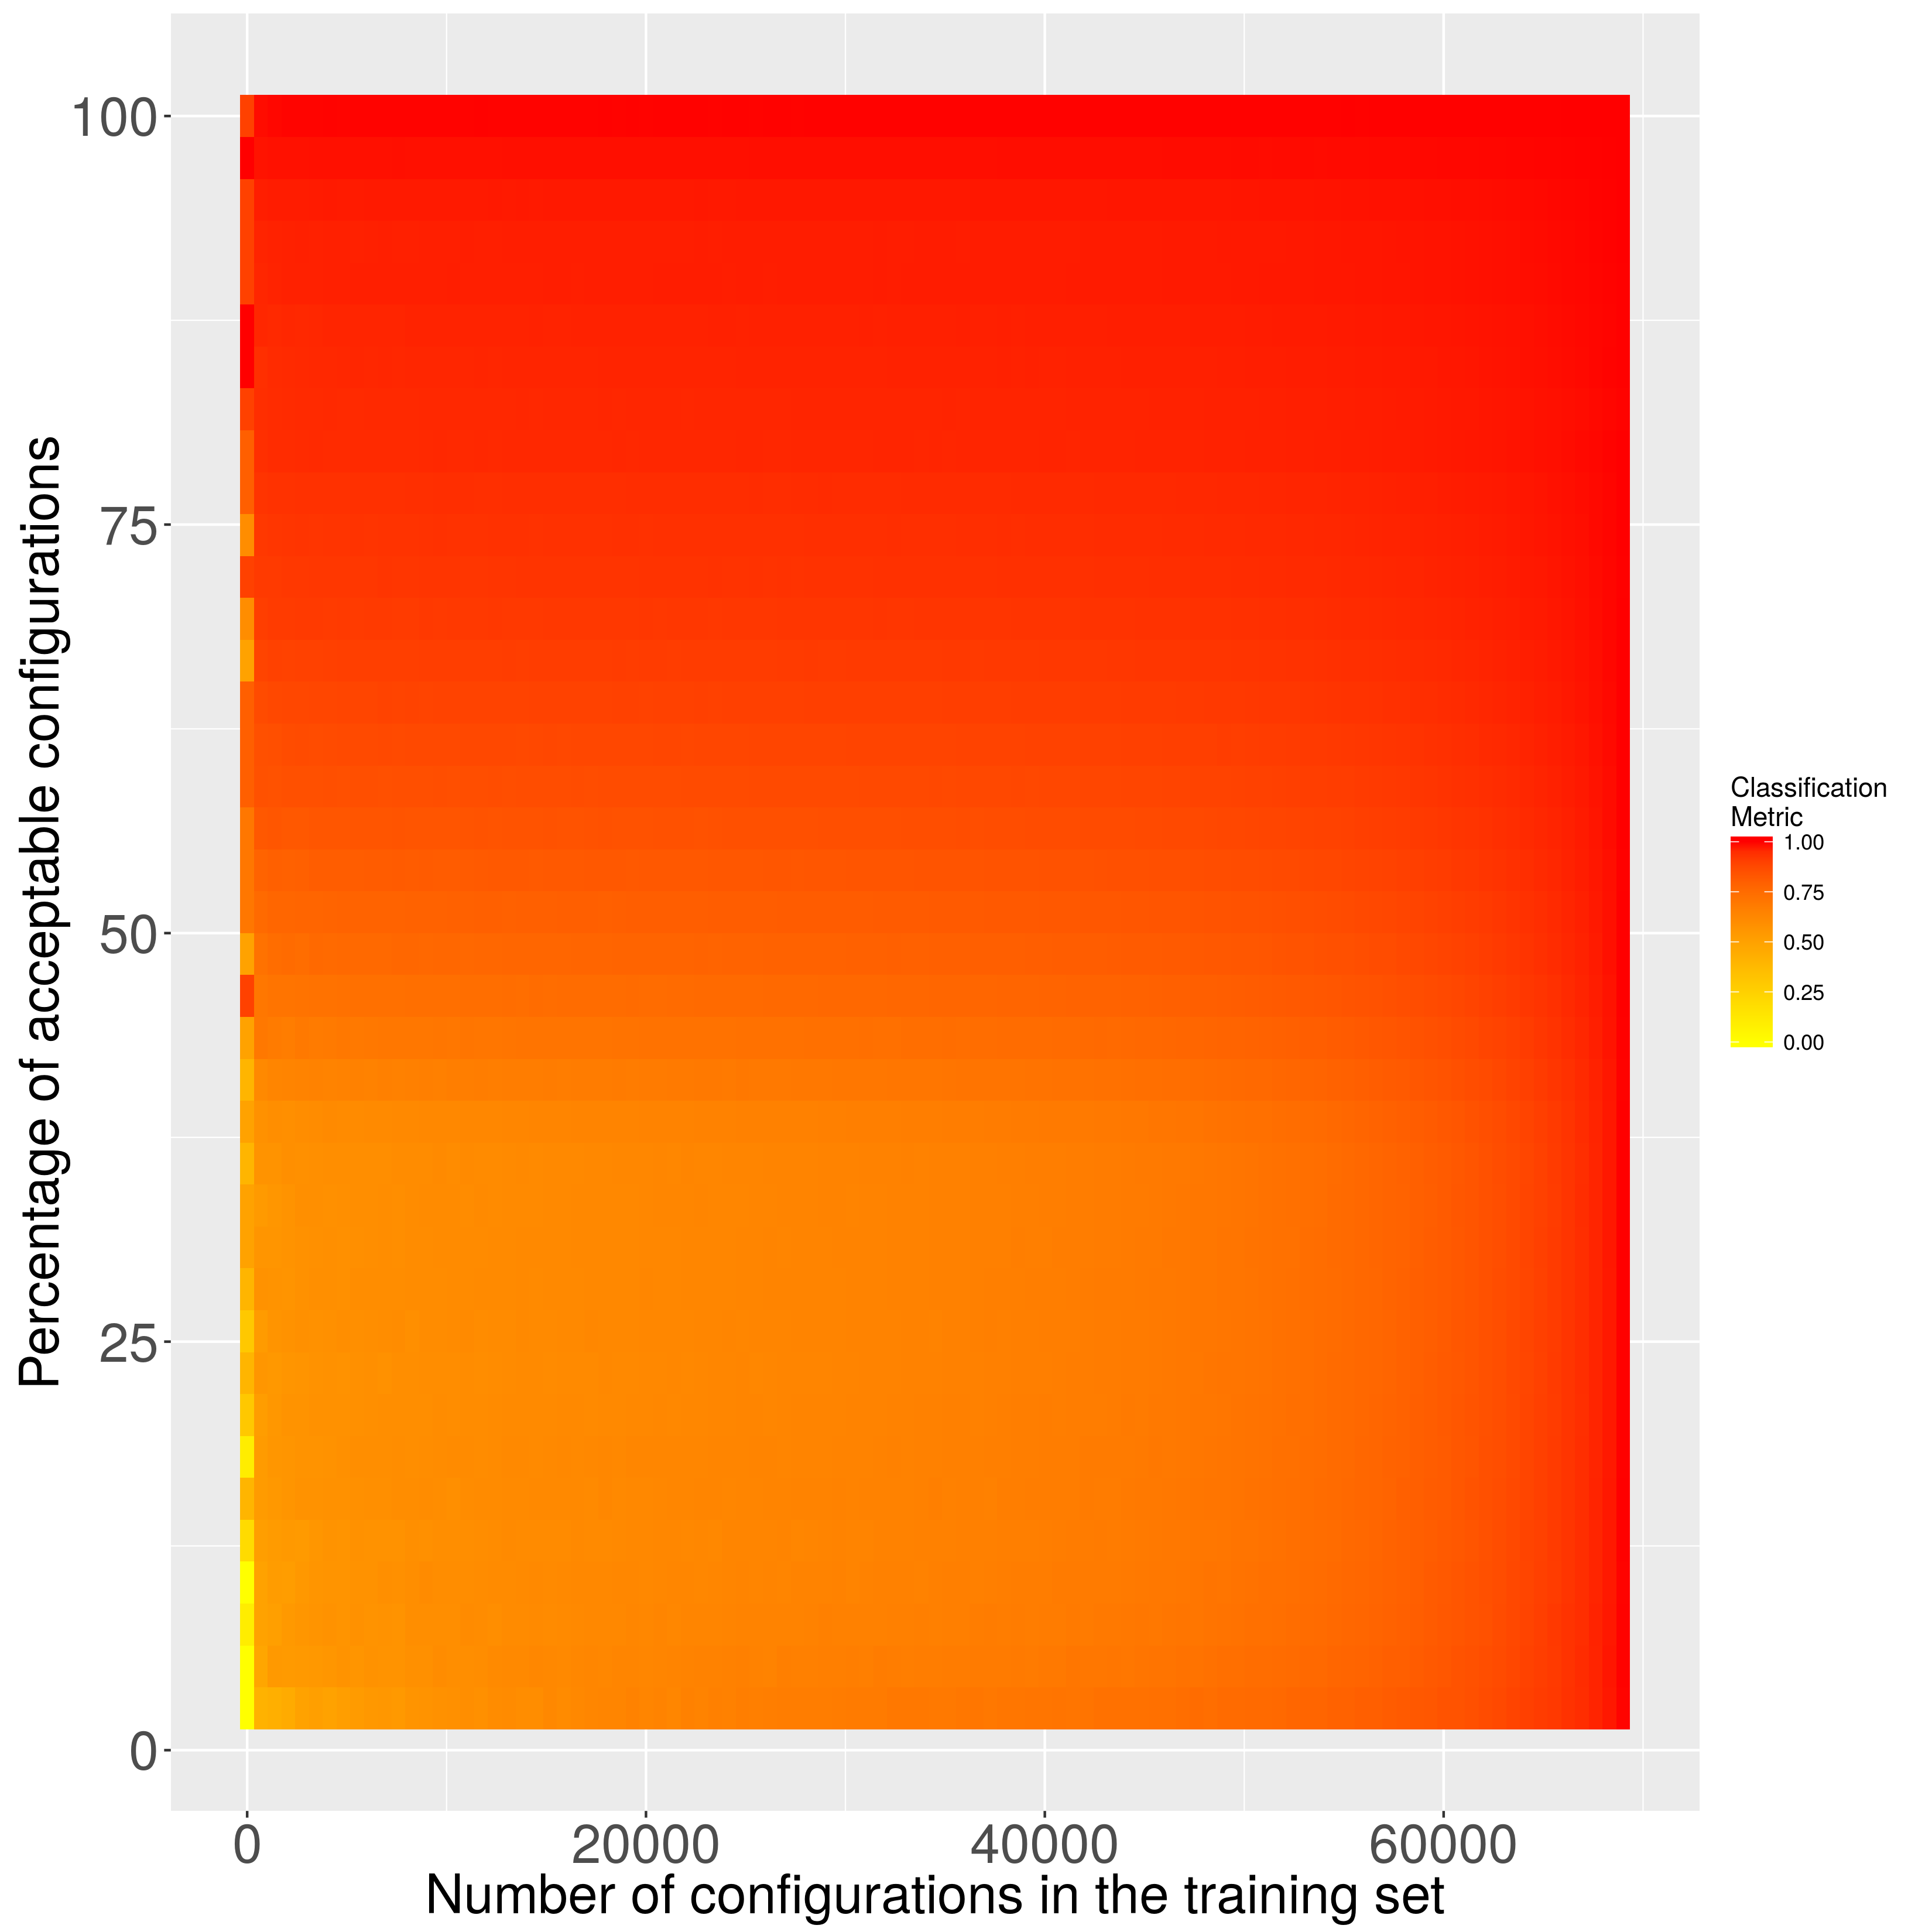 Percentage of acceptable configurations
100
75
50
25
0
0 20000 40000 60000
Number of configurations in the training set
Classification
Metric
1.00
0.75
0.50
0.25
0.00